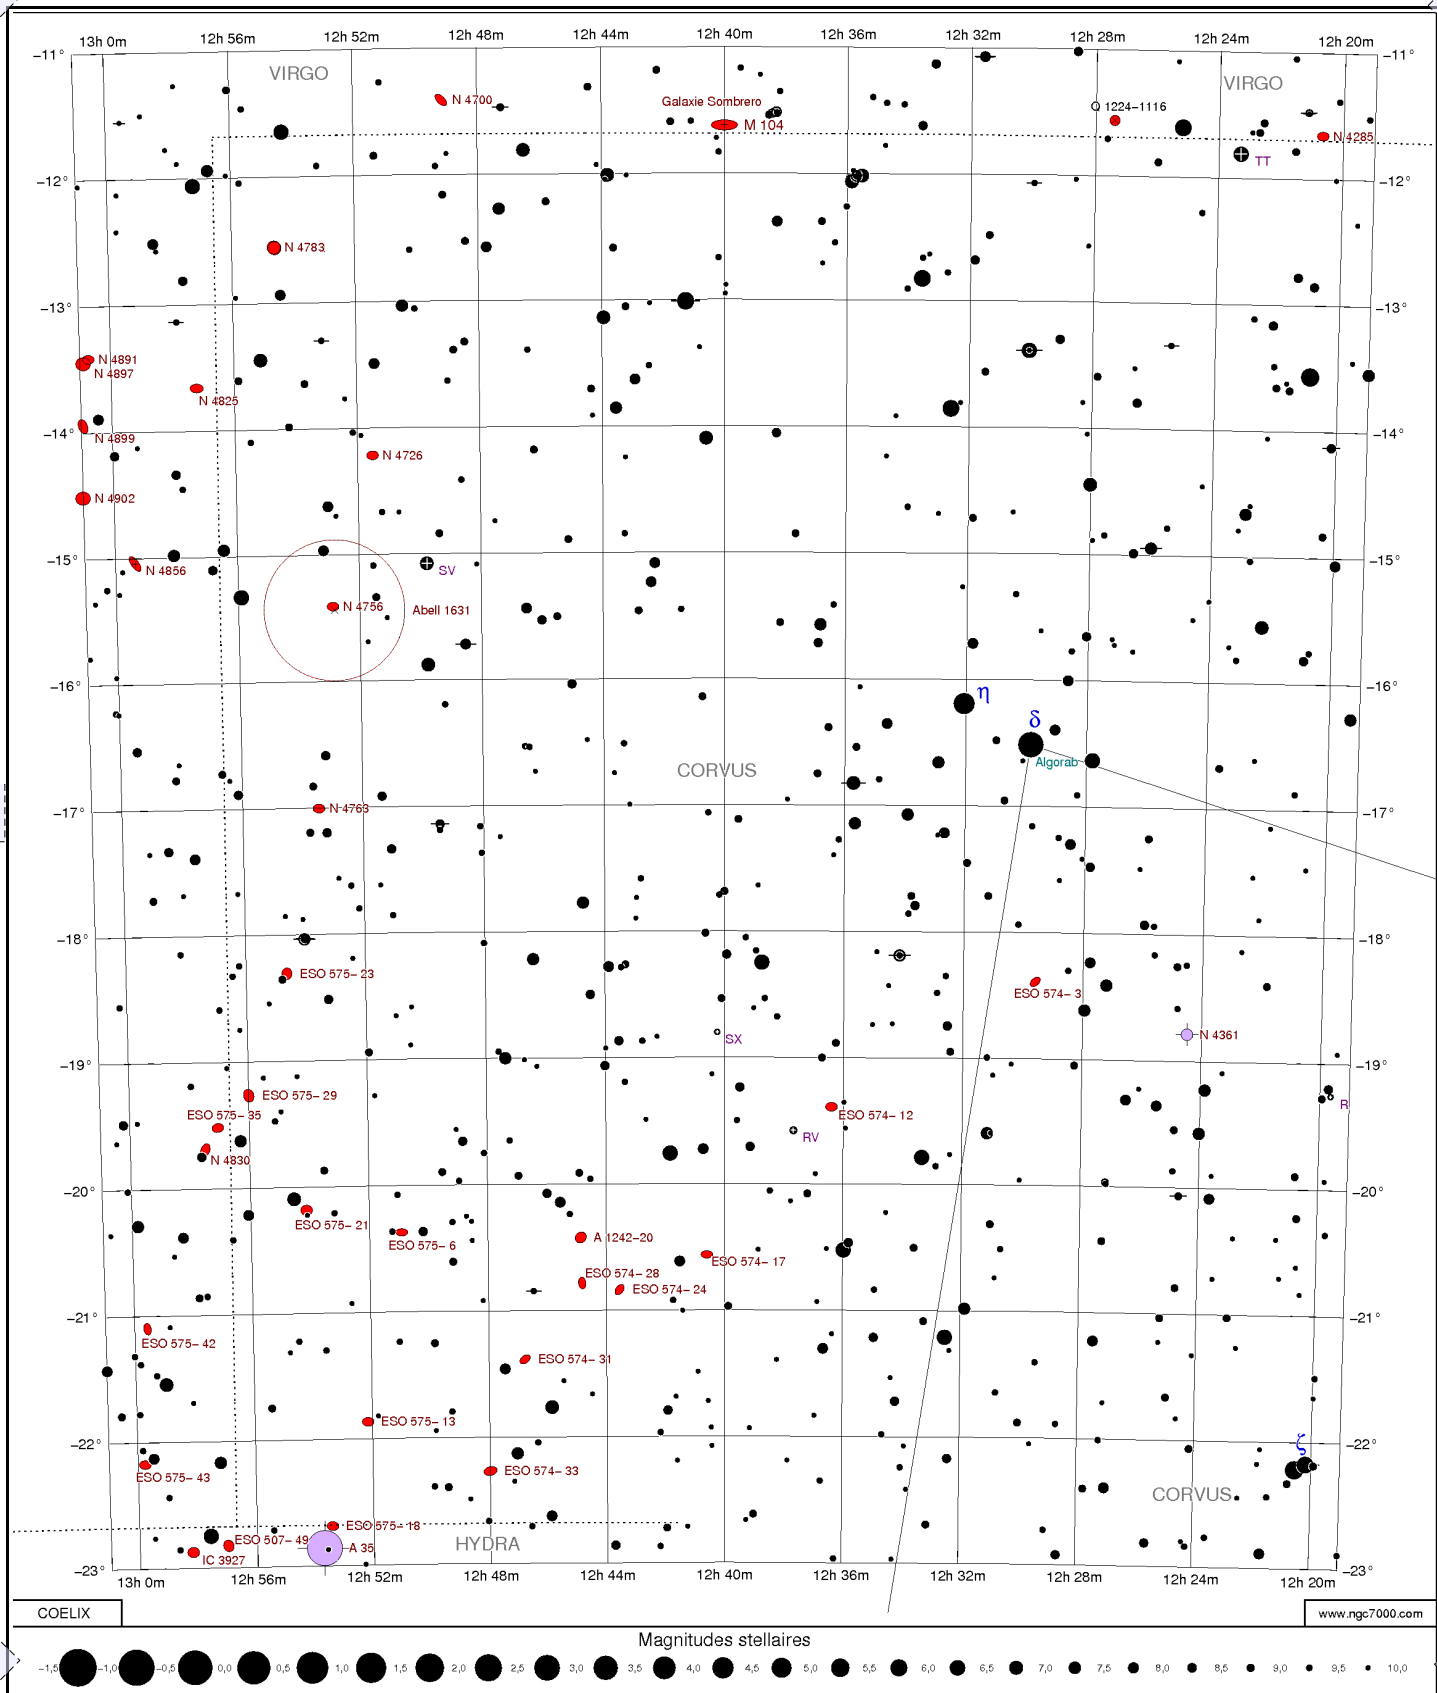 13h 0m 12h 56m 12h 52m 12h 48m 12h 44m 12h 40m 12h 36m 12h 32m 12h 28m 12h 24m 12h 20m
−11° −11°
VIRGO VIRGO
N 4700
Galaxie Sombrero
M 104
1224−1116
N 4285
TT
−12° −12°
N 4783
−13° −13°
N 4891
N 4897
N 4825
−14° −14°
N 4899
N 4726
N 4902
−15° −15°
N 4856
SV
N 4756
Abell 1631
−16° −16°
η
δ
Algorab
CORVUS
N 4763
−17° −17°
−18° −18°
ESO 575− 23
ESO 574− 3
SX
N 4361
−19° −19°
ESO 575− 29
R
ESO 575− 35
ESO 574− 12
RV
N 4830
−20° −20°
ESO 575− 21
ESO 575− 6
A 1242−20
ESO 574− 17
ESO 574− 28
ESO 574− 24
−21° −21°
ESO 575− 42
ESO 574− 31
ESO 575− 13
−22° −22°
ζ
ESO 575− 43
ESO 574− 33
CORVUS
ESO 575− 18
ESO 507− 49
HYDRA
A 35
IC 3927
−23° −23°
13h 0m 12h 56m 12h 52m 12h 48m 12h 44m 12h 40m 12h 36m 12h 32m 12h 28m 12h 24m 12h 20m
COELIX
www.ngc7000.com
Magnitudes stellaires
−1,5 −1,0 −0,5 0,0 0,5 1,0 1,5 2,0 2,5 3,0 3,5 4,0 4,5 5,0 5,5 6,0 6,5 7,0 7,5 8,0 8,5 9,0 9,5 10,0